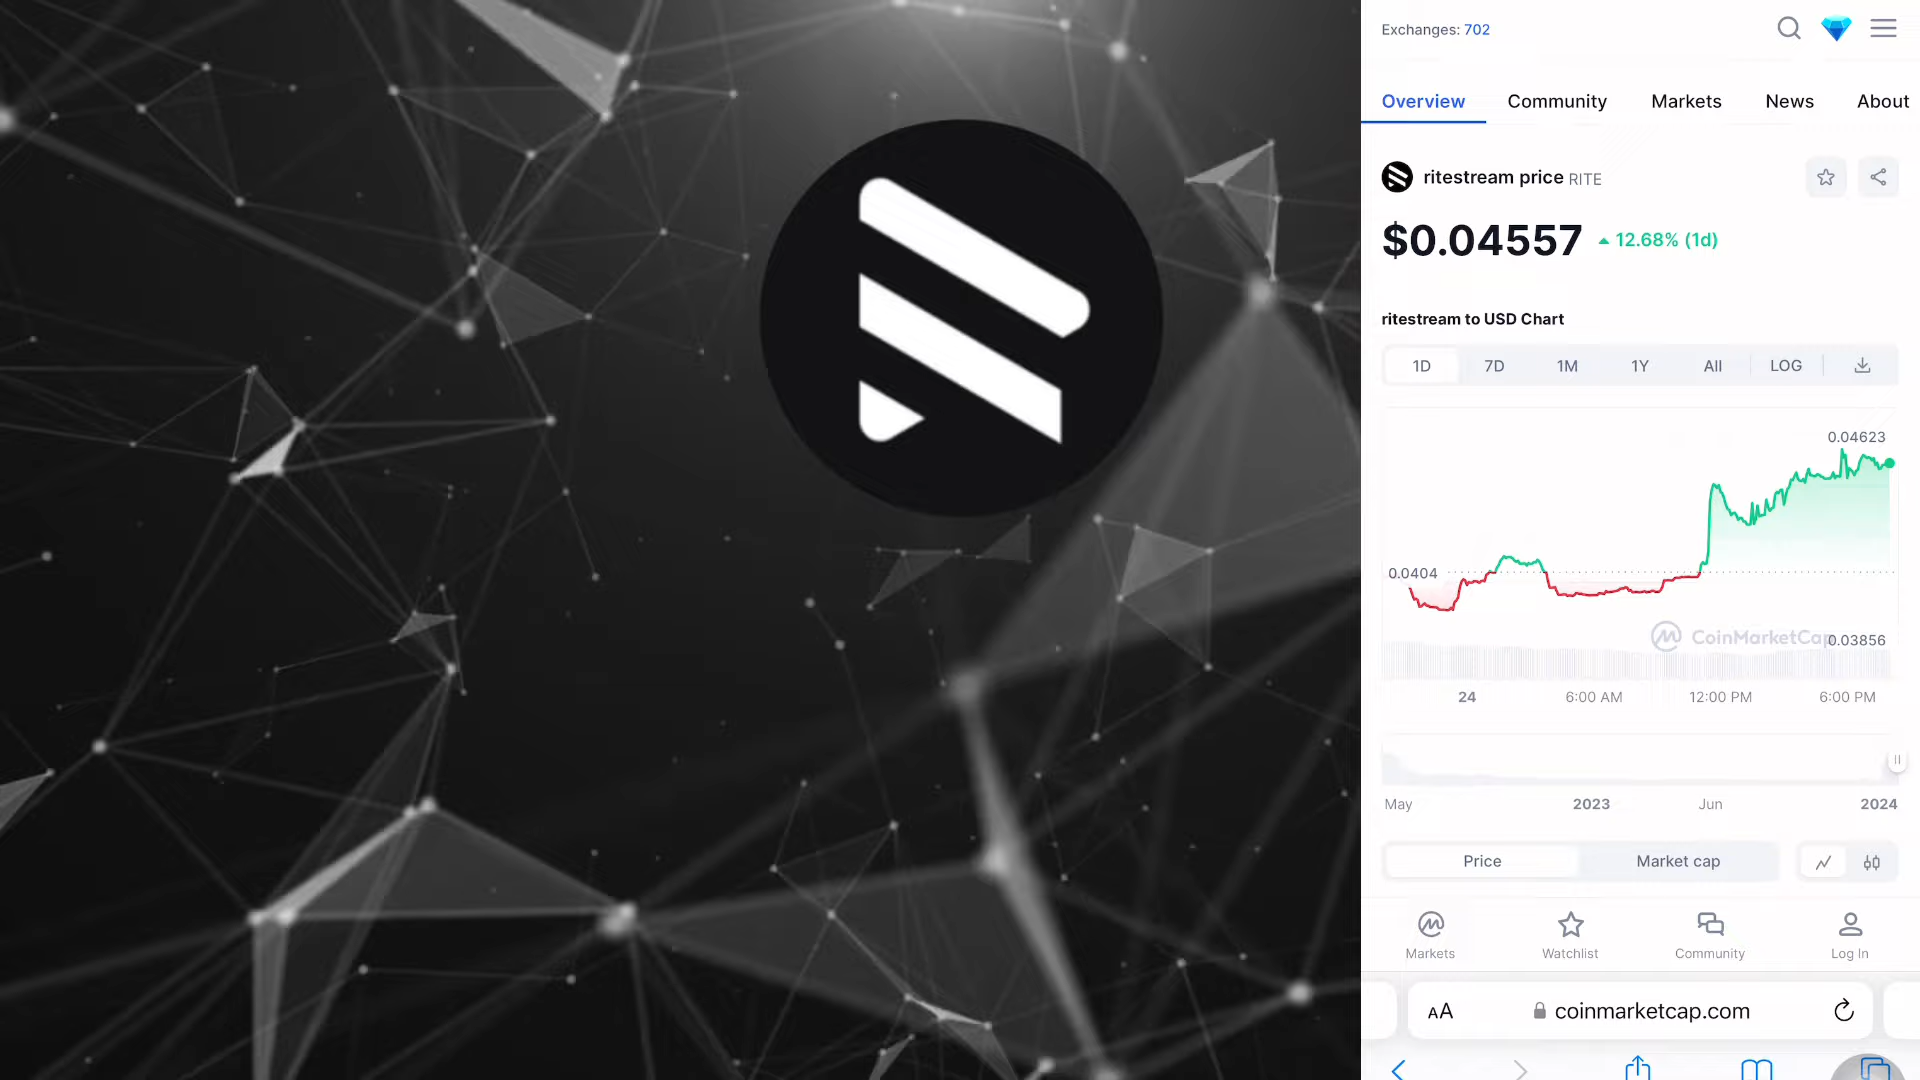 Exchanges: 702
Overview Community Markets News About
ritestream price RITE
$0.04557 12.68% (1d)
ritestream to USD Chart
1D 7D 1M 1Y All LOG
0.04623
0.0404
CoinMarketCap
0.03856
24 6:00 AM 12:00 PM 6:00 PM
May 2023 Jun 2024
Price Market cap
Markets Watchlist Community Log In
AA coinmarketcap.com